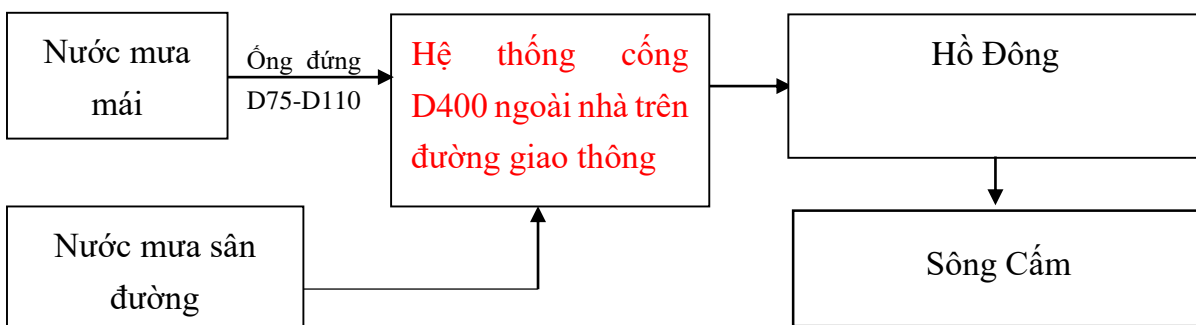 Nước mưa
mái
Ống đứng
D75-D110
Hệ thống cống
D400 ngoài nhà trên
đường giao thông
Hồ Đông
Nước mưa sân
đường
Sông Cấm